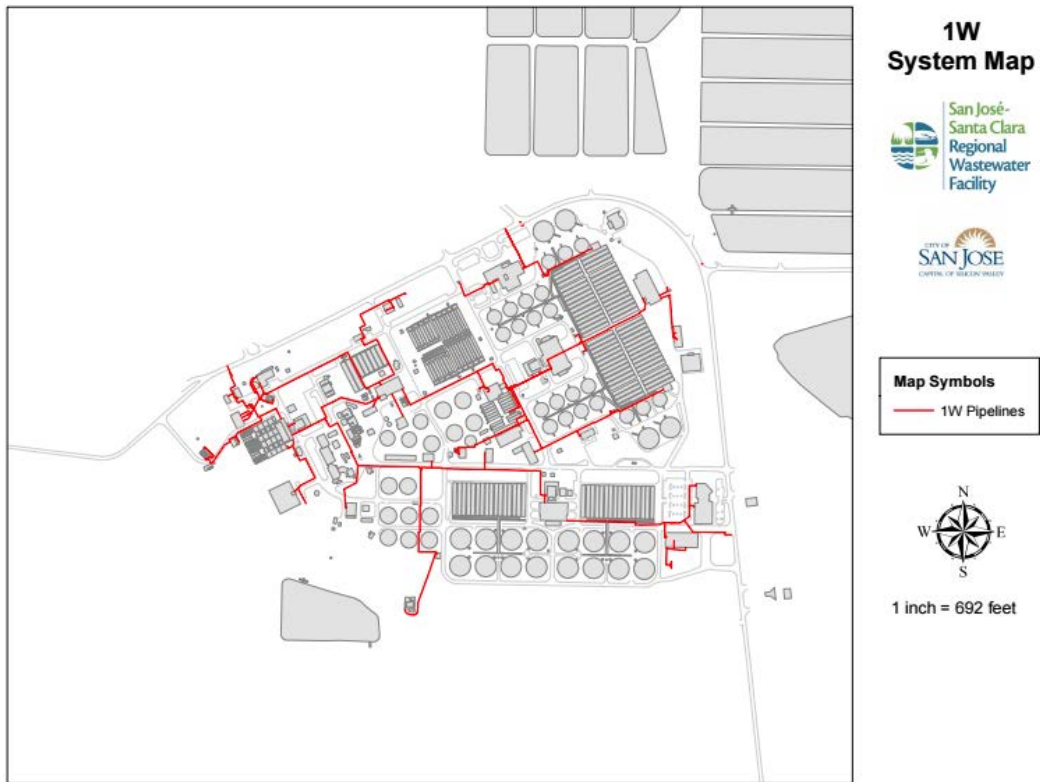 1W
System Map
San José-
Santa Clara
Regional
Wastewater
Facility
CITY OF
SAN JOSE
CAPITAL OF SILICON VALLEY
Map Symbols
1W Pipelines
N
W E
S
1 inch = 692 feet